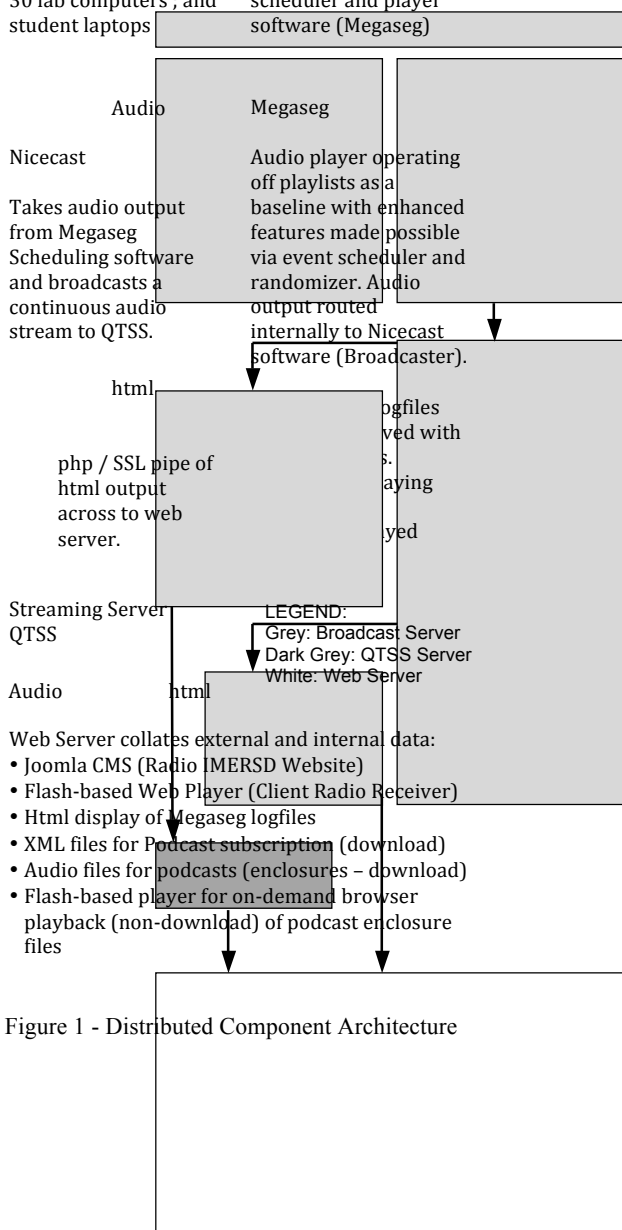 30 lab computers , and
student laptops
scheduler and player
software (Megaseg)
Audio
Megaseg
Nicecast
Takes audio output
from Megaseg
Scheduling software
and broadcasts a
continuous audio
stream to QTSS.
Audio player operating
off playlists as a
baseline with enhanced
features made possible
via event scheduler and
randomizer. Audio
output routed
internally to Nicecast
software (Broadcaster).
html
php / SSL pipe of
html output
across to web
server.
Streaming Server
QTSS
LEGEND:
Grey: Broadcast Server
Dark Grey: QTSS Server
White: Web Server
Audio
html
Web Server collates external and internal data:
• Joomla CMS (Radio IMERSD Website)
• Flash-based Web Player (Client Radio Receiver)
• Html display of Megaseg logfiles
• XML files for Podcast subscription (download)
• Audio files for podcasts (enclosures – download)
• Flash-based player for on-demand browser
playback (non-download) of podcast enclosure
files
Figure 1 - Distributed Component Architecture